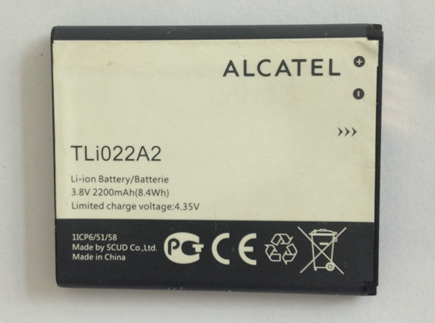 ALCATEL
>>>
TLi022A2
Li-ion Battery/Batterie
3.8V 2200mAh(8.4Wh)
Limited charge voltage:4.35V
1ICP6/51/58
Made by SCUD Co.,Ltd.
Made in China